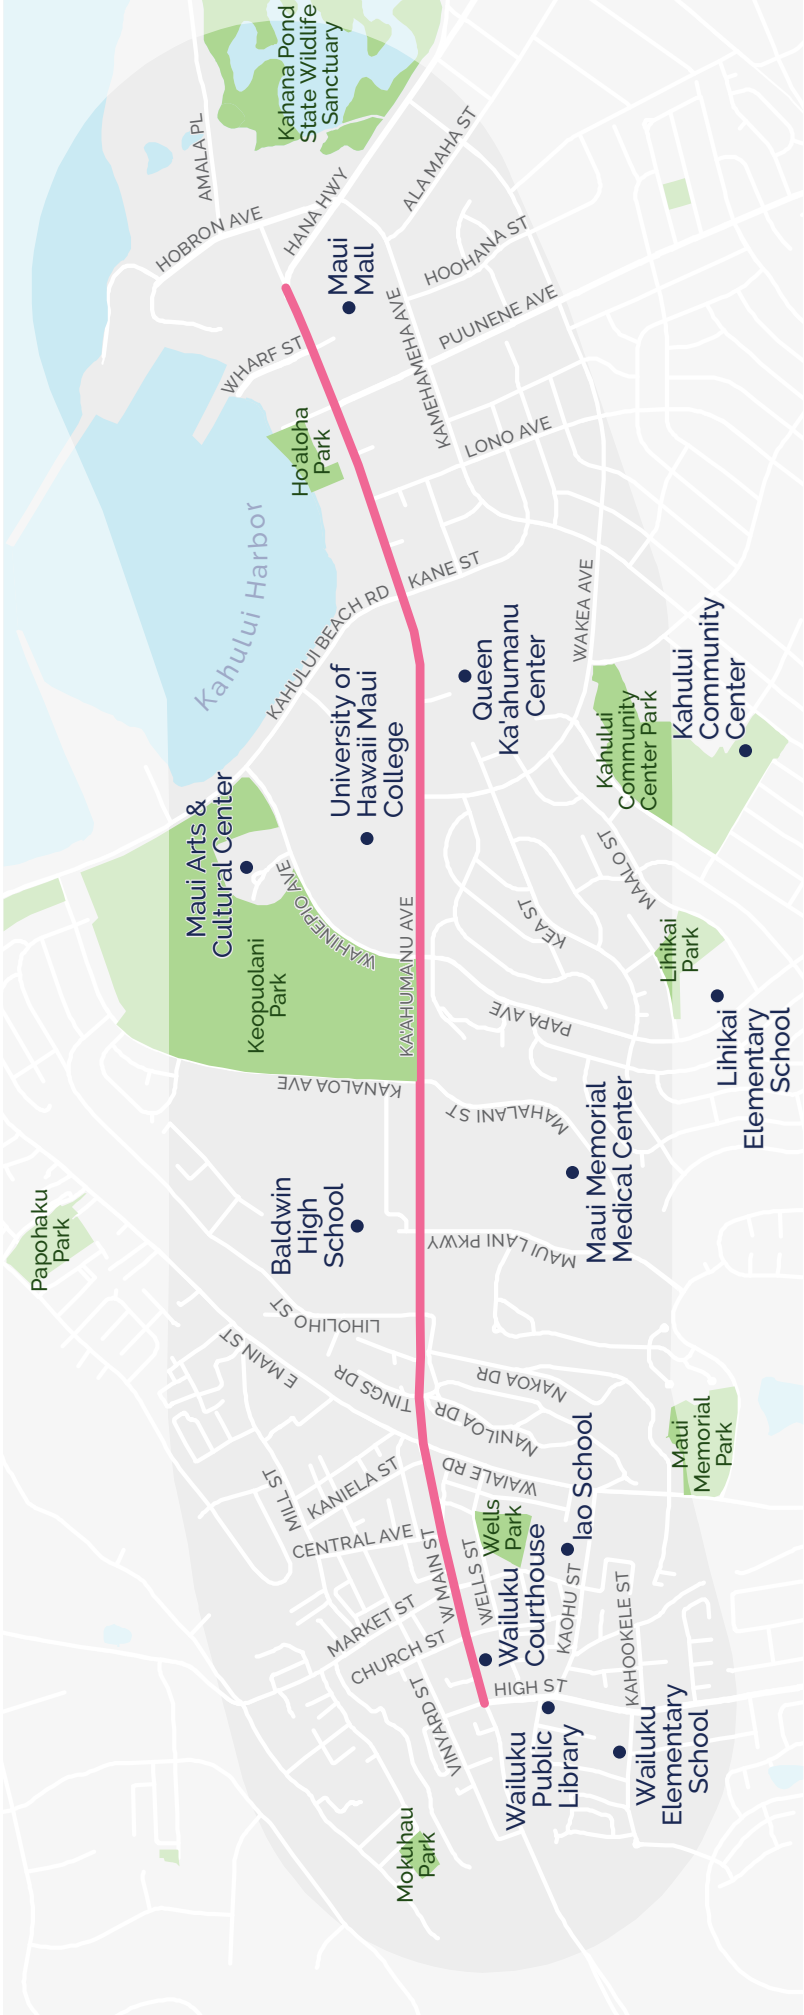 Kahana Pond
State Wildlife
Sanctuary
AMALA PL
HOBRON AVE
HANA HWY
ALA MAHA ST
Maui
Mall
HOOHANA ST
WHARF ST
KAMEHAMEHA AVE
PUUNENE AVE
Ho'aloha
Park
LONO AVE
Kahului Harbor
KAHULUI BEACH RD
KANE ST
WAKEA AVE
Queen
Ka'ahumanu
Center
Kahului
Community
Center
Kahului
Community
Center Park
University of
Hawaii Maui
College
Maui Arts &
Cultural Center
WAHINEPIO AVE
Keopuolani
Park
KA'AHUMANU AVE
MAALO ST
KEA ST
Lihikai
Park
PAPA AVE
Lihikai
Elementary
School
KANALOA AVE
MAHALANI ST
Maui Memorial
Medical Center
Baldwin
High
School
MAUI LANI PKWY
Papohaku
Park
LIHOLIHO ST
E MAIN ST
TINGS DR
NAKOA DR
NANILOA DR
Maui
Memorial
Park
WAIALE RD
MILL ST
KANIELA ST
CENTRAL AVE
Wells
Park
Iao School
W MAIN ST
WELLS ST
Wailuku
Courthouse
KAOHU ST
MARKET ST
CHURCH ST
KAHOOKELE ST
HIGH ST
VINYARD ST
Wailuku
Public
Library
Wailuku
Elementary
School
Mokuhau
Park